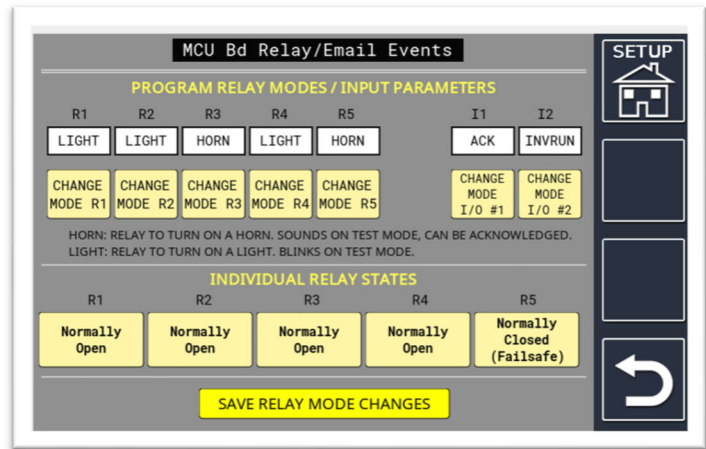 MCU Bd Relay/Email Events
SETUP
PROGRAM RELAY MODES / INPUT PARAMETERS
R1 R2 R3 R4 R5 I1 I2
LIGHT LIGHT HORN LIGHT HORN ACK INVRUN
CHANGE CHANGE CHANGE CHANGE CHANGE CHANGE CHANGE
MODE R1 MODE R2 MODE R3 MODE R4 MODE R5 MODE MODE
I/O #1 I/O #2
HORN: RELAY TO TURN ON A HORN. SOUNDS ON TEST MODE, CAN BE ACKNOWLEDGED.
LIGHT: RELAY TO TURN ON A LIGHT. BLINKS ON TEST MODE.
INDIVIDUAL RELAY STATES
R1 R2 R3 R4 R5
Normally Normally Normally Normally Normally
Open Open Open Open Closed
(Failsafe)
SAVE RELAY MODE CHANGES